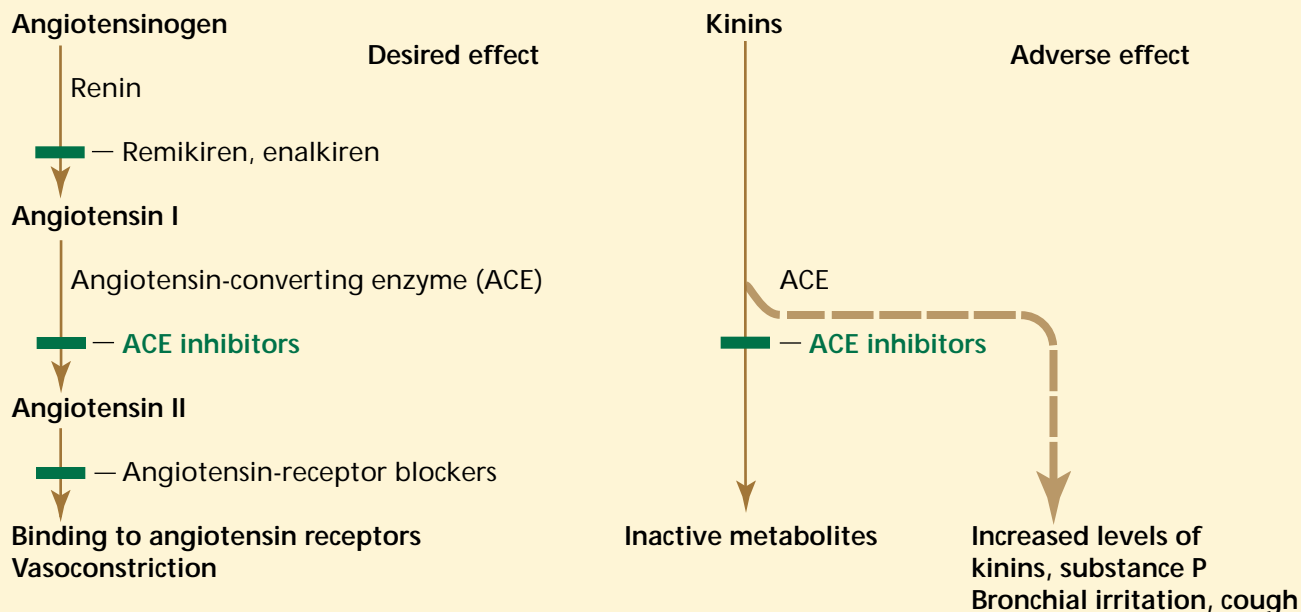 Angiotensinogen
Desired effect
Renin
— Remikiren, enalkiren
Angiotensin I
Angiotensin-converting enzyme (ACE)
— ACE inhibitors
Angiotensin II
— Angiotensin-receptor blockers
Binding to angiotensin receptors
Vasoconstriction
Kinins
Adverse effect
ACE
— ACE inhibitors
Inactive metabolites
Increased levels of
kinins, substance P
Bronchial irritation, cough